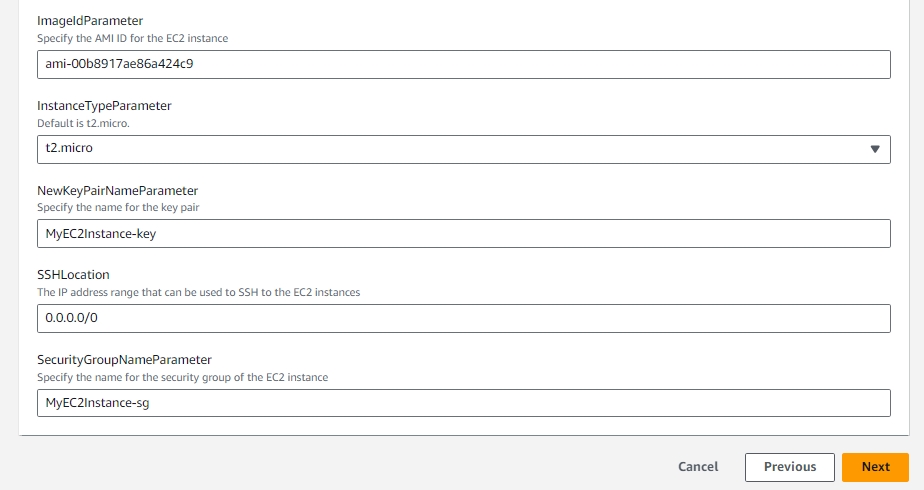 ImageIdParameter
Specify the AMI ID for the EC2 instance
ami-00b8917ae86a424c9
InstanceTypeParameter
Default is t2.micro.
t2.micro
NewKeyPairNameParameter
Specify the name for the key pair
MyEC2Instance-key
SSHLocation
The IP address range that can be used to SSH to the EC2 instances
0.0.0.0/0
SecurityGroupNameParameter
Specify the name for the security group of the EC2 instance
MyEC2Instance-sg
Cancel Previous Next